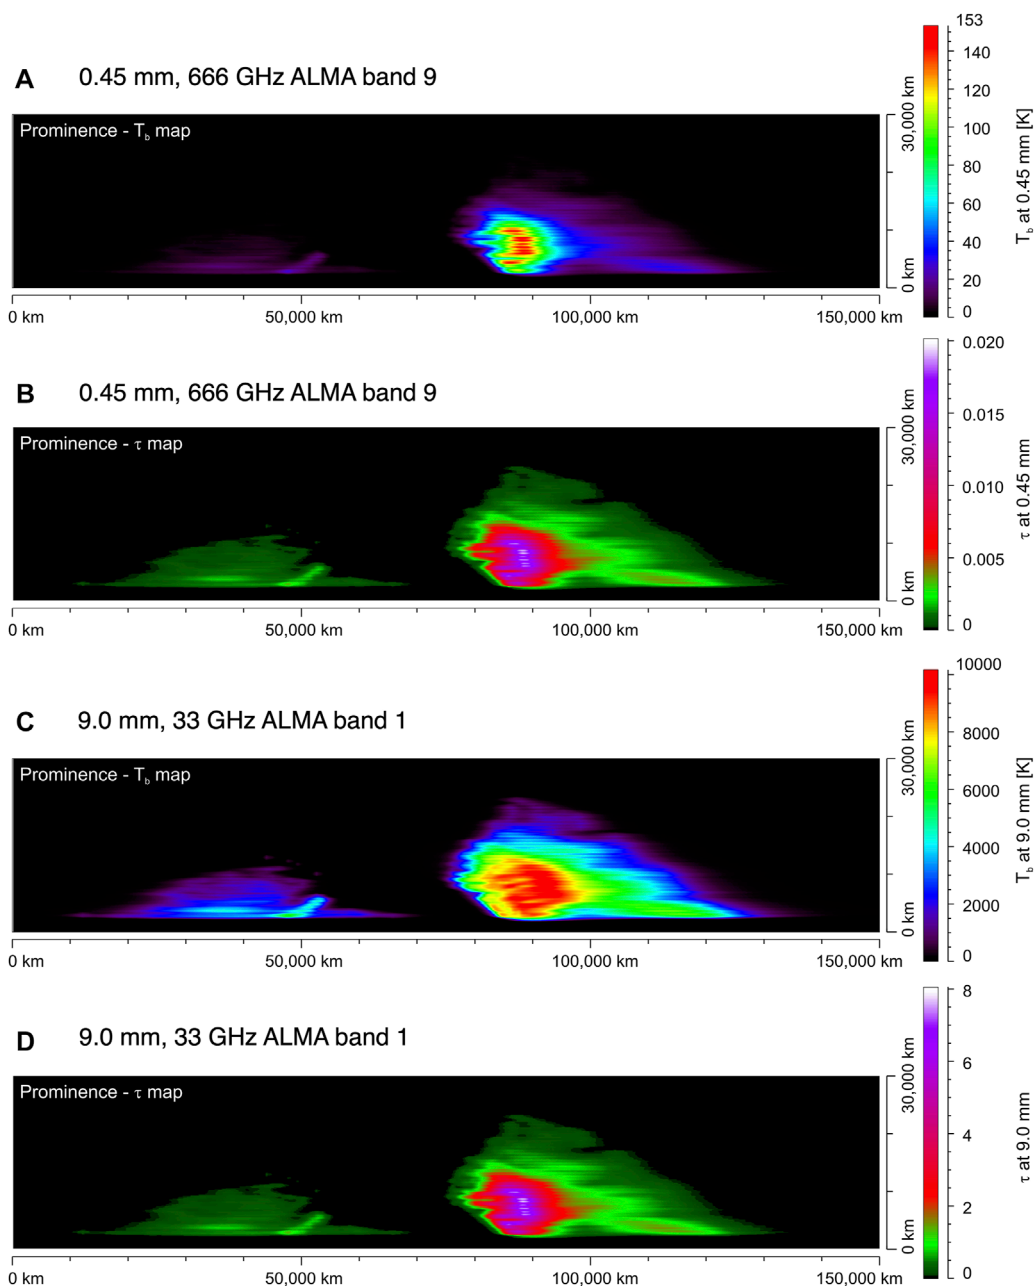 A 0.45 mm, 666 GHz ALMA band 9
Prominence - Tb map
0 km 50,000 km 100,000 km 150,000 km
0 km 30,000 km
153
140
120
100
80
60
40
20
0
Tb at 0.45 mm [K]
B 0.45 mm, 666 GHz ALMA band 9
Prominence - τ map
0 km 50,000 km 100,000 km 150,000 km
0 km 30,000 km
0.020
0.015
0.010
0.005
0
τ at 0.45 mm
C 9.0 mm, 33 GHz ALMA band 1
Prominence - Tb map
0 km 50,000 km 100,000 km 150,000 km
0 km 30,000 km
10000
8000
6000
4000
2000
0
Tb at 9.0 mm [K]
D 9.0 mm, 33 GHz ALMA band 1
Prominence - τ map
0 km 50,000 km 100,000 km 150,000 km
0 km 30,000 km
8
6
4
2
0
τ at 9.0 mm